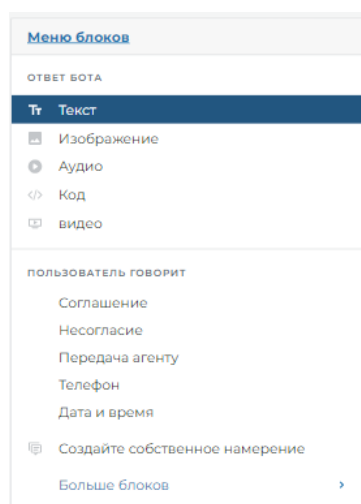 Меню блоков
ОТВЕТ БОТА
Tт Текст
Изображение
Аудио
</> Код
видео
ПОЛЬЗОВАТЕЛЬ ГОВОРИТ
Соглашение
Несогласие
Передача агенту
Телефон
Дата и время
Создайте собственное намерение
Больше блоков >